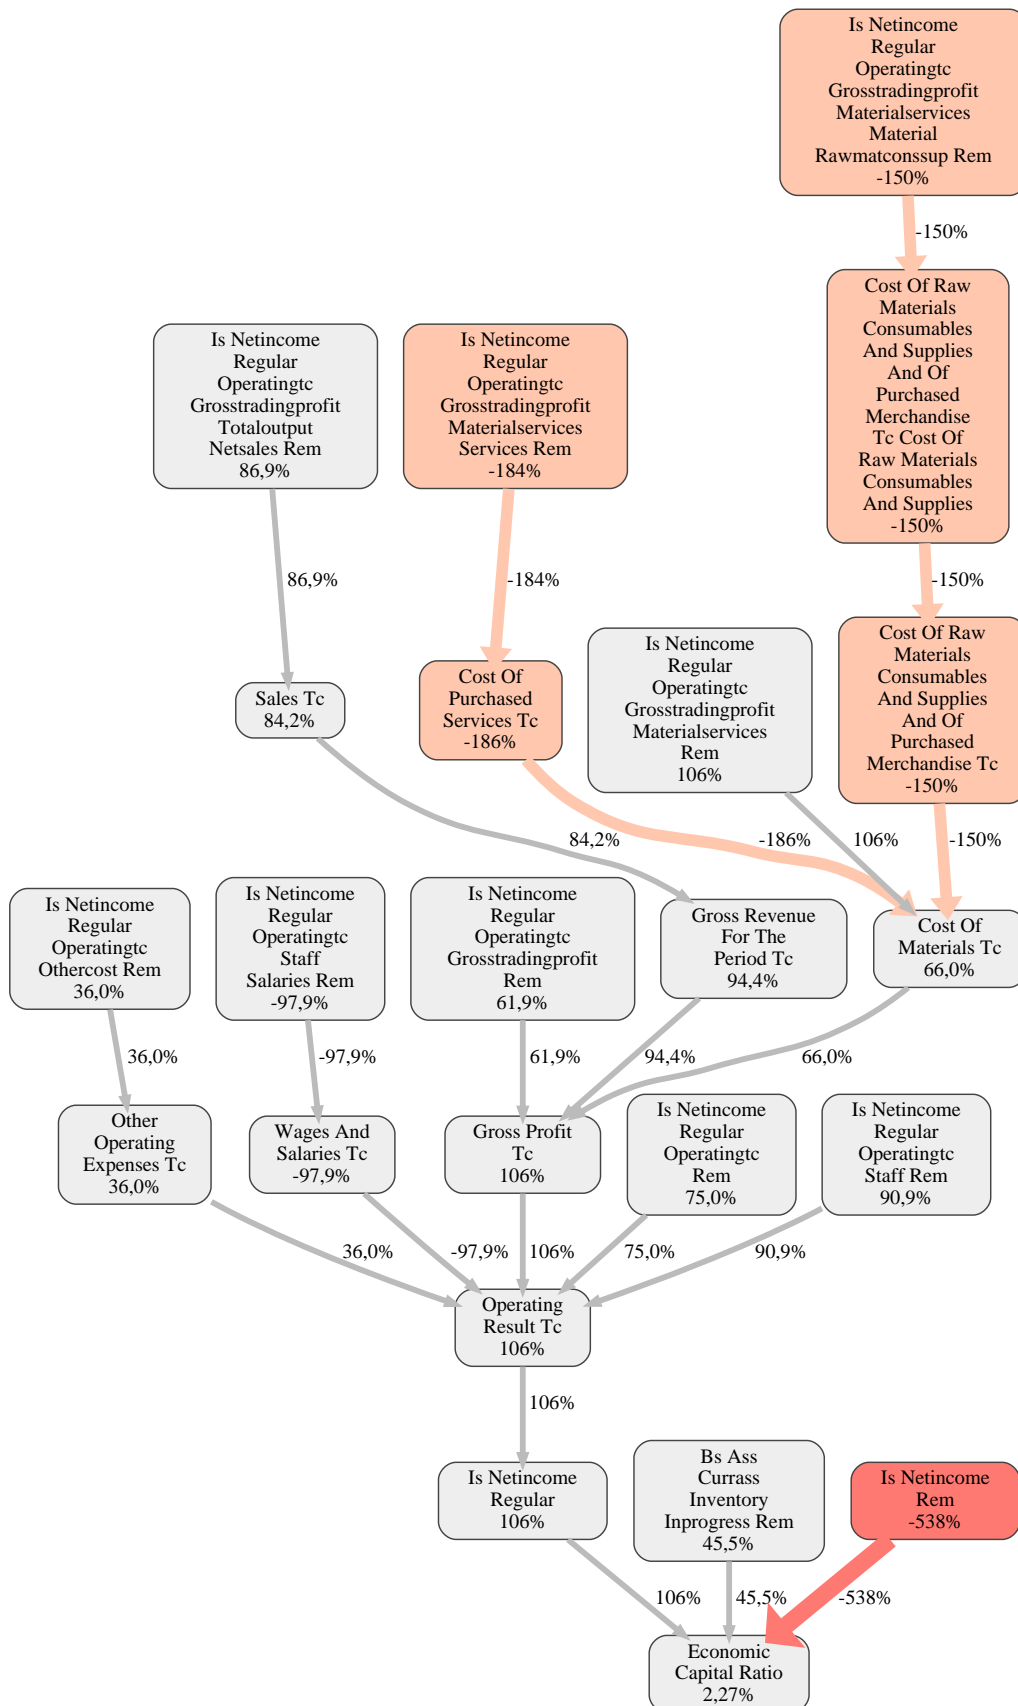 Is Netincome
Regular
Operatingtc
Grosstradingprofit
Materialservices
Material
Rawmatconssup Rem
-150%
-150%
Cost Of Raw
Materials
Consumables
And Supplies
And Of
Purchased
Merchandise
Tc Cost Of
Raw Materials
Consumables
And Supplies
-150%
Is Netincome
Regular
Operatingtc
Grosstradingprofit
Totaloutput
Netsales Rem
86,9%
Is Netincome
Regular
Operatingtc
Grosstradingprofit
Materialservices
Services Rem
-184%
86,9%
-184%
-150%
Sales Tc
84,2%
Cost Of
Purchased
Services Tc
-186%
Is Netincome
Regular
Operatingtc
Grosstradingprofit
Materialservices
Rem
106%
Cost Of Raw
Materials
Consumables
And Supplies
And Of
Purchased
Merchandise Tc
-150%
84,2%
-186%
106%
-150%
Is Netincome
Regular
Operatingtc
Othercost Rem
36,0%
Is Netincome
Regular
Operatingtc
Staff
Salaries Rem
-97,9%
Is Netincome
Regular
Operatingtc
Grosstradingprofit
Rem
61,9%
Gross Revenue
For The
Period Tc
94,4%
Cost Of
Materials Tc
66,0%
36,0%
-97,9%
61,9%
94,4%
66,0%
Other
Operating
Expenses Tc
36,0%
Wages And
Salaries Tc
-97,9%
Gross Profit
Tc
106%
Is Netincome
Regular
Operatingtc
Rem
75,0%
Is Netincome
Regular
Operatingtc
Staff Rem
90,9%
36,0%
-97,9%
106%
75,0%
90,9%
Operating
Result Tc
106%
106%
Is Netincome
Regular
106%
Bs Ass
Currass
Inventory
Inprogress Rem
45,5%
Is Netincome
Rem
-538%
106%
45,5%
-538%
Economic
Capital Ratio
2,27%